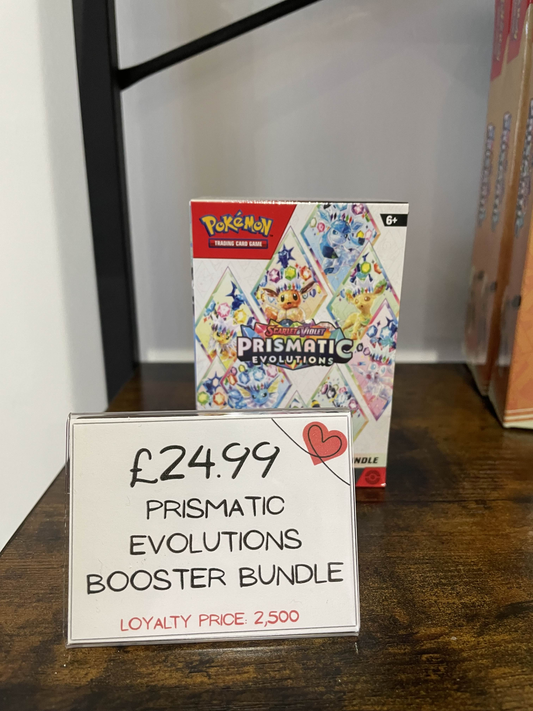 POKéMON
TRADING CARD GAME
6+
SCARLET & VIOLET
PRISMATIC
EVOLUTIONS
NDLE
£24.99
PRISMATIC
EVOLUTIONS
BOOSTER BUNDLE
LOYALTY PRICE: 2,500